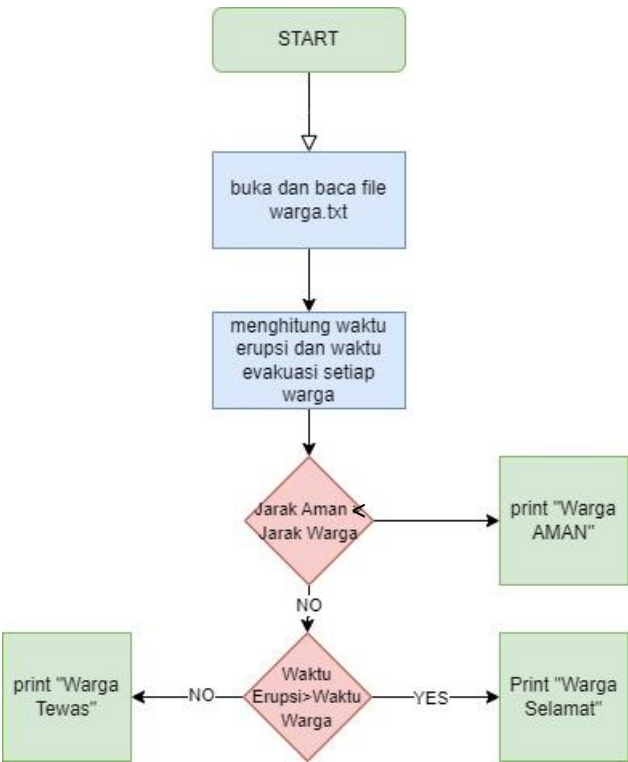 START
buka dan baca file
warga.txt
menghitung waktu
erupsi dan waktu
evakuasi setiap
warga
Jarak Aman <
Jarak Warga
print "Warga
AMAN"
NO
Waktu
Erupsi>Waktu
Warga
NO
print "Warga
Tewas"
YES
Print "Warga
Selamat"